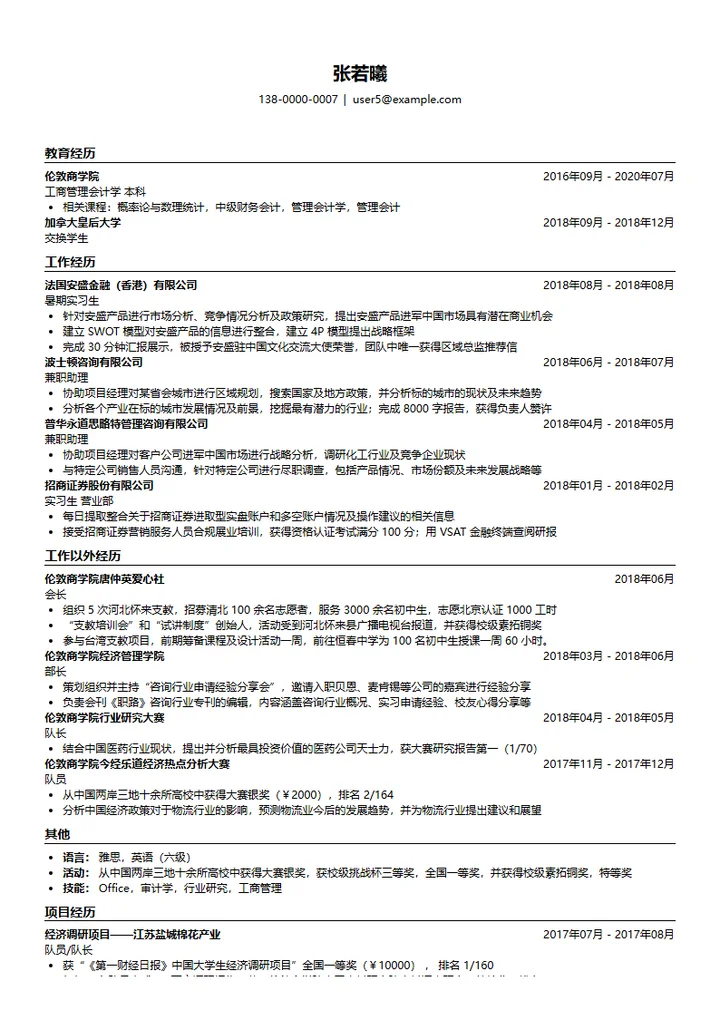 张若曦
138-0000-0007 | user5@example.com
教育经历
伦敦商学院 2016年09月 - 2020年07月
工商管理会计学 本科
• 相关课程：概率论与数理统计，中级财务会计，管理会计学，管理会计
加拿大皇后大学 2018年09月 - 2018年12月
交换学生
工作经历
法国安盛金融（香港）有限公司 2018年08月 - 2018年08月
暑期实习生
• 针对安盛产品进行市场分析、竞争情况分析及政策研究，提出安盛产品进军中国市场具有潜在商业机会
• 建立 SWOT 模型对安盛产品的信息进行整合，建立 4P 模型提出战略框架
• 完成 30 分钟汇报展示，被授予安盛驻中国文化交流大使荣誉，团队中唯一获得区域总监推荐信
波士顿咨询有限公司 2018年06月 - 2018年07月
兼职助理
• 协助项目经理对某省会城市进行区域规划，搜索国家及地方政策，并分析标的城市的现状及未来趋势
• 分析各个产业在标的城市发展情况及前景，挖掘最有潜力的行业；完成 8000 字报告，获得负责人赞许
普华永道思略特管理咨询有限公司 2018年04月 - 2018年05月
兼职助理
• 协助项目经理对客户公司进军中国市场进行战略分析，调研化工行业及竞争企业现状
• 与特定公司销售人员沟通，针对特定公司进行尽职调查，包括产品情况、市场份额及未来发展战略等
招商证券股份有限公司 2018年01月 - 2018年02月
实习生 营业部
• 每日提取整合关于招商证券进取型实盘账户和多空账户情况及操作建议的相关信息
• 接受招商证券营销服务人员合规展业培训，获得资格认证考试满分 100 分；用 VSAT 金融终端查阅研报
工作以外经历
伦敦商学院唐仲英爱心社 2018年06月
会长
• 组织 5 次河北怀来支教，招募清北 100 余名志愿者，服务 3000 余名初中生，志愿北京认证 1000 工时
• “支教培训会”和“试讲制度”创始人，活动受到河北怀来县广播电视台报道，并获得校级素拓铜奖
• 参与台湾支教项目，前期筹备课程及设计活动一周，前往恒春中学为 100 名初中生授课一周 60 小时。
伦敦商学院经济管理学院 2018年03月 - 2018年06月
部长
• 策划组织并主持“咨询行业申请经验分享会”，邀请入职贝恩、麦肯锡等公司的嘉宾进行经验分享
• 负责会刊《职路》咨询行业专刊的编辑，内容涵盖咨询行业概况、实习申请经验、校友心得分享等
伦敦商学院行业研究大赛 2018年04月 - 2018年05月
队长
• 结合中国医药行业现状，提出并分析最具投资价值的医药公司天士力，获大赛研究报告第一（1/70）
伦敦商学院今经乐道经济热点分析大赛 2017年11月 - 2017年12月
队员
• 从中国两岸三地十余所高校中获得大赛银奖（￥2000），排名 2/164
• 分析中国经济政策对于物流行业的影响，预测物流业今后的发展趋势，并为物流行业提出建议和展望
其他
• 语言： 雅思，英语（六级）
• 活动： 从中国两岸三地十余所高校中获得大赛银奖，获校级挑战杯三等奖，全国一等奖，并获得校级素拓铜奖，特等奖
• 技能： Office，审计学，行业研究，工商管理
项目经历
经济调研项目——江苏盐城棉花产业 2017年07月 - 2017年08月
队员/队长
• 获“《第一财经日报》中国大学生经济调研项目”全国一等奖（￥10000）， 排名 1/160